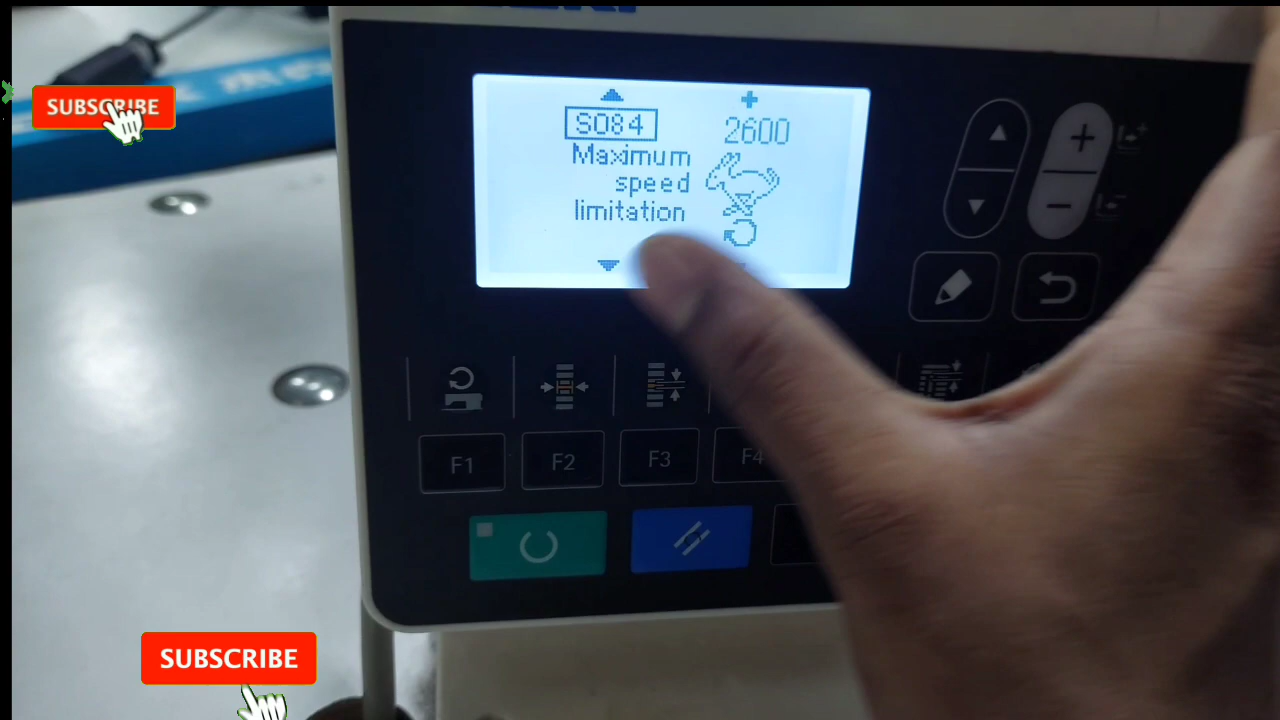 SUBSCRIBE
S084
2600
Maximum
speed
limitation
F1
F2
F3
F4
SUBSCRIBE